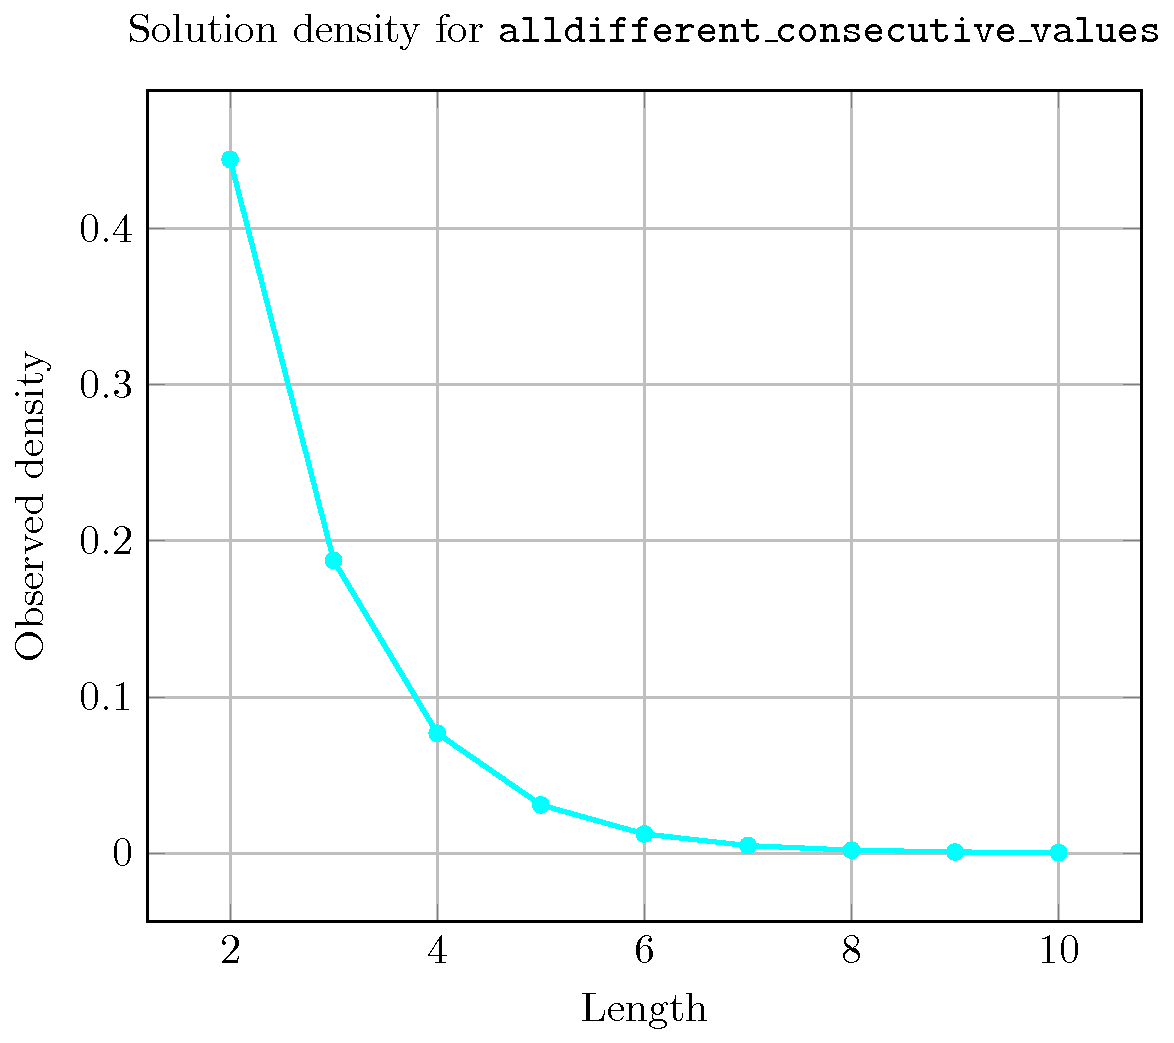 Solution density for alldifferent_consecutive_values
0.4
0.3
0.2
0.1
0
Observed density
2 4 6 8 10
Length